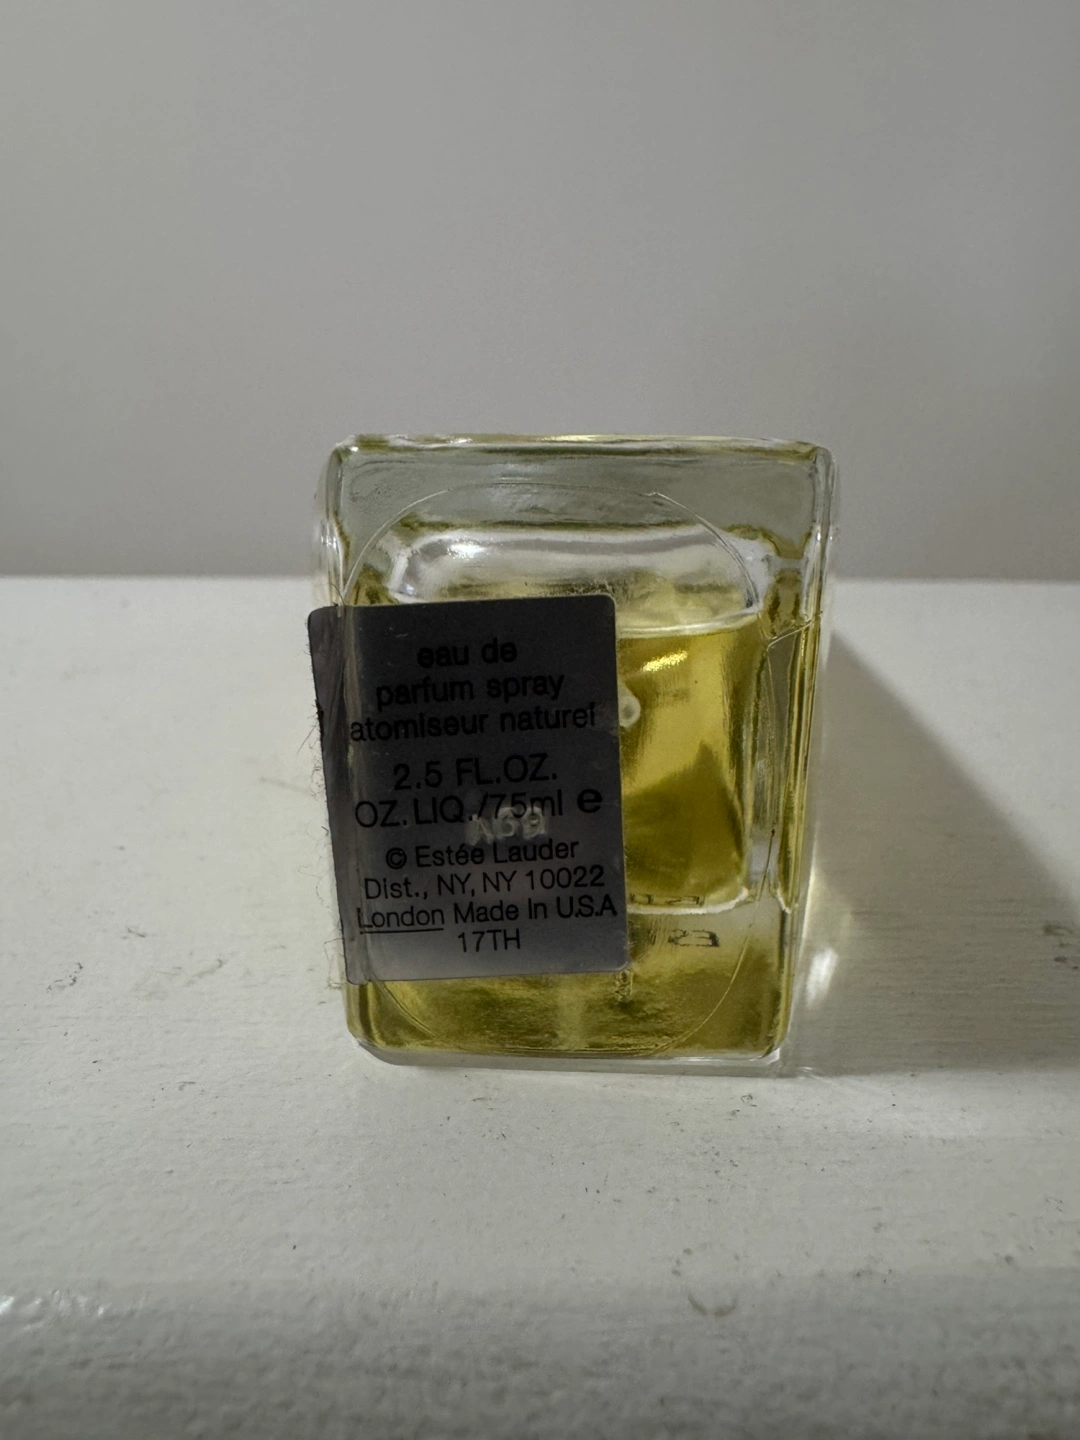 eau de
parfum spray
atomiseur naturel
2.5 FL.OZ.
OZ. LIQ./75ml e
© Estée Lauder
Dist., NY, NY 10022
London Made In U.S.A
17TH
A69